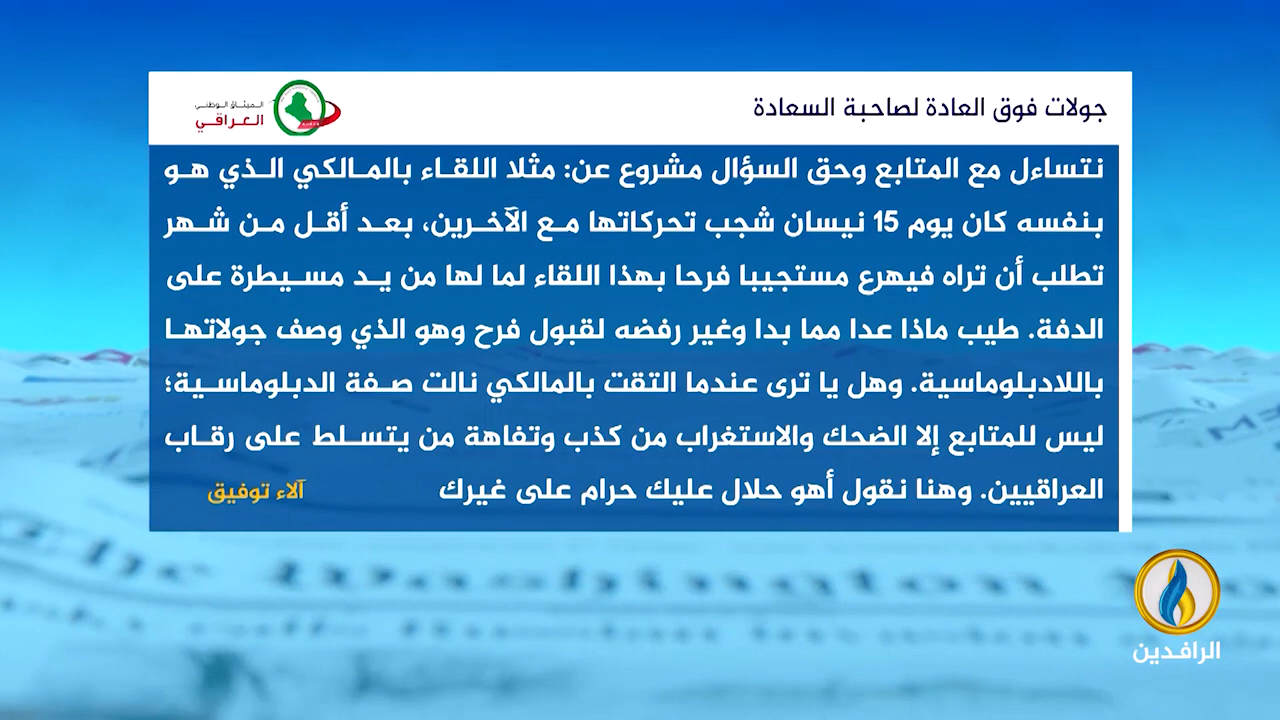 جولات فوق العادة لصاحبة السعادة
الميثاق الوطني
العراقي
نتساءل مع المتابع وحق السؤال مشروع عن: مثلا اللقاء بالمالكي الذي هو
بنفسه كان يوم 15 نيسان شجب تحركاتها مع الآخرين، بعد أقل من شهر
تطلب أن تراه فيهرع مستجيبا فرحا بهذا اللقاء لما لها من يد مسيطرة على
الدفة. طيب ماذا عدا مما بدا وغير رفضه لقبول فرح وهو الذي وصف جولاتها
باللادبلوماسية. وهل يا ترى عندما التقت بالمالكي نالت صفة الدبلوماسية؛
ليس للمتابع إلا الضحك والاستغراب من كذب وتفاهة من يتسلط على رقاب
العراقيين. وهنا نقول أهو حلال عليك حرام على غيرك
آلاء توفيق
الرافدين